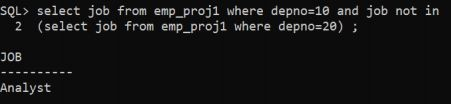 SQL> select job from emp_proj1 where depno=10 and job not in
  2  (select job from emp_proj1 where depno=20) ;
JOB
----------
Analyst